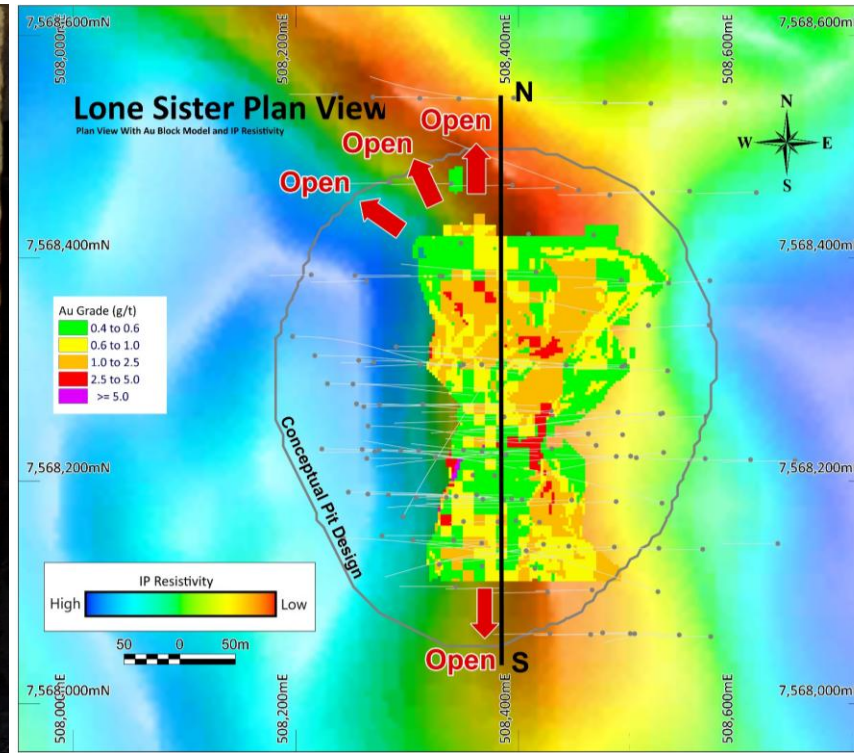 508,000mE
508,200mE
508,400mE
508,600mE
7,568,600mN
7,568,600mN
Lone Sister Plan View
Plan View With Au Block Model and IP Resistivity
N
N
W
E
S
Open
Open
Open
7,568,400mN
7,568,400mN
Au Grade (g/t)
0.4 to 0.6
0.6 to 1.0
1.0 to 2.5
2.5 to 5.0
>= 5.0
Conceptual Pit Design
7,568,200mN
7,568,200mN
IP Resistivity
High
Low
50 0 50m
Open
S
7,568,000mN
7,568,000mN
508,000mE
508,200mE
508,400mE
508,600mE